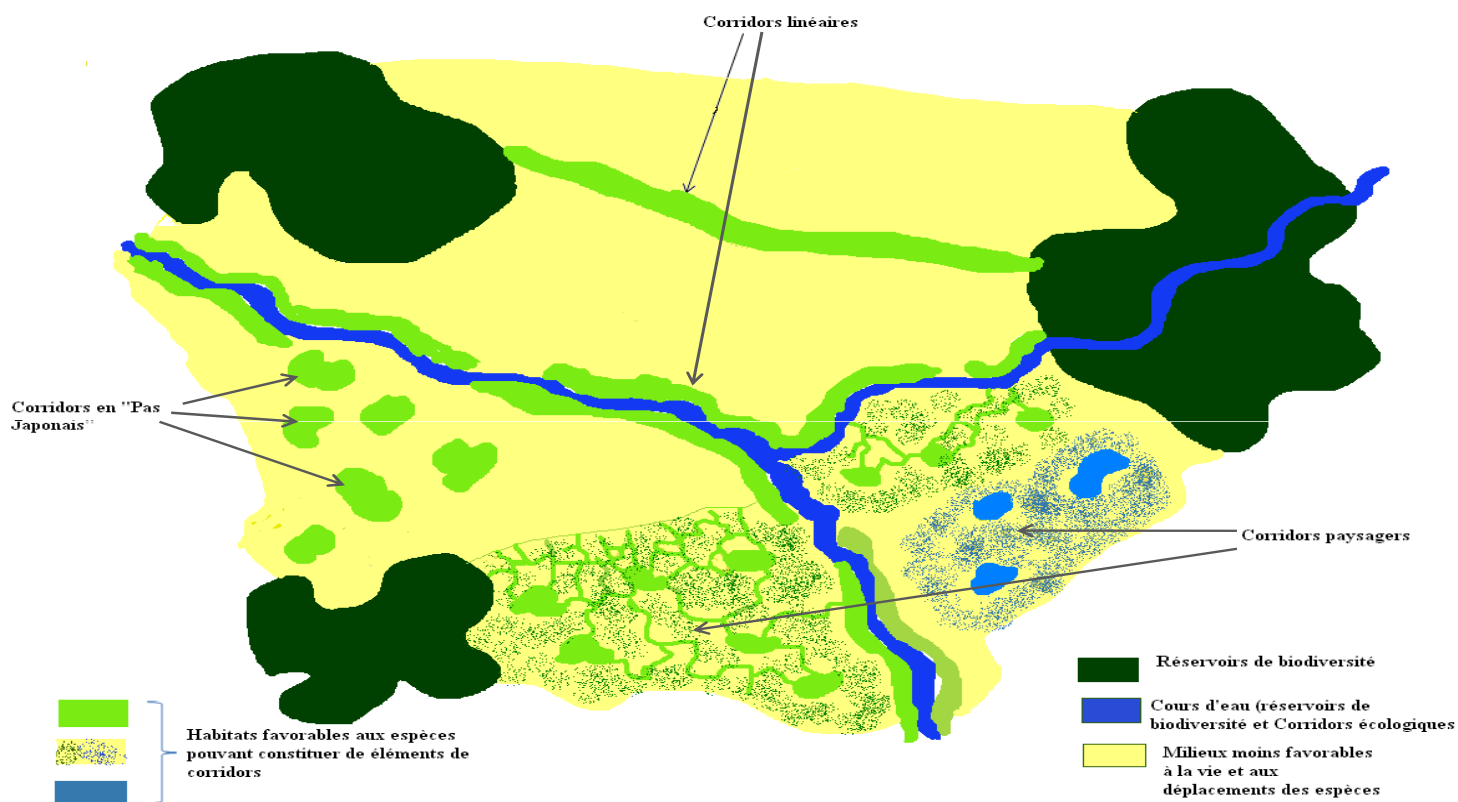 Corridors linéaires
Corridors en "Pas
Japonais"
Corridors paysagers
Réservoirs de biodiversité
Cours d'eau (réservoirs de
biodiversité et Corridors écologiques
Milieux moins favorables
à la vie et aux
déplacements des espèces
Habitats favorables aux espèces
pouvant constituer de éléments de
corridors